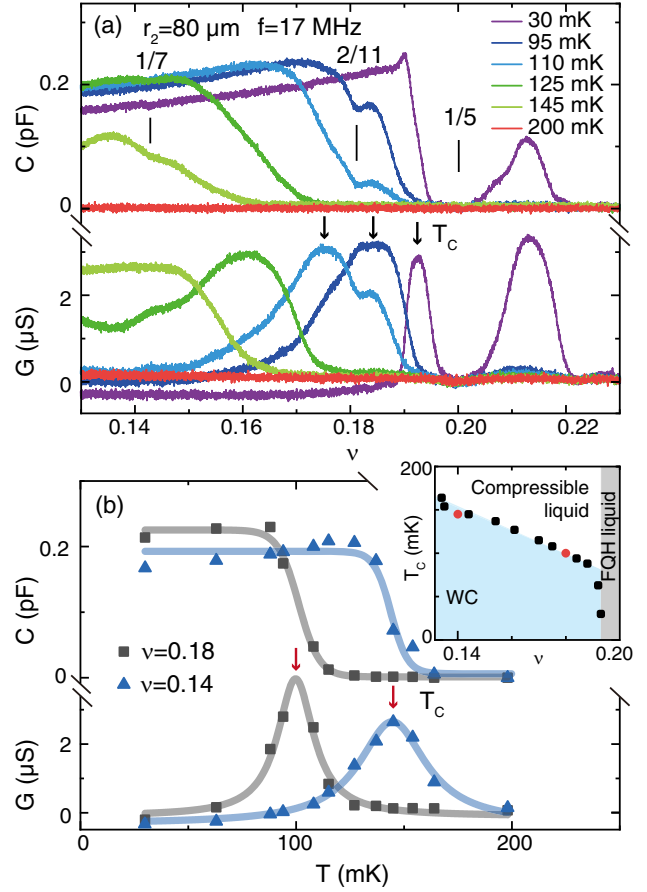 (a) r₂=80 μm f=17 MHz
1/7
2/11
1/5
30 mK
95 mK
110 mK
125 mK
145 mK
200 mK
C (pF)
0.2
0
T_C
G (μS)
2
0
0.14 0.16 0.18 0.20 0.22
ν
(b)
C (pF)
0.2
0
ν=0.18
ν=0.14
T_C
G (μS)
2
0
0 100 200
T (mK)
200
100
0
T_C (mK)
Compressible
liquid
WC
FQH liquid
0.14 0.20
ν